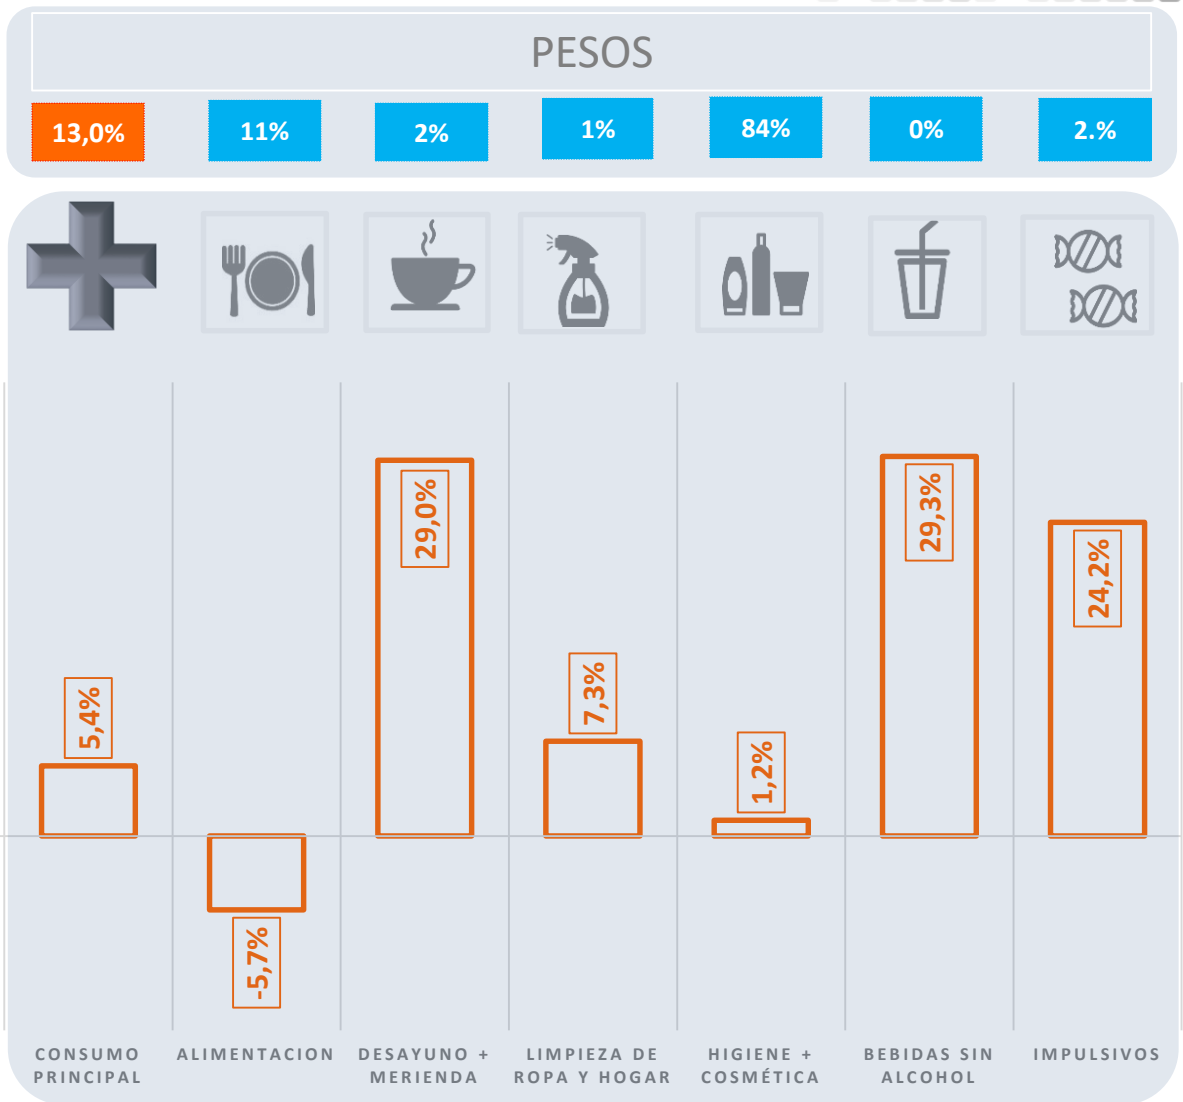 PESOS
13,0% 11% 2% 1% 84% 0% 2.%
5,4% -5,7% 29,0% 7,3% 1,2% 29,3% 24,2%
CONSUMO PRINCIPAL
ALIMENTACION
DESAYUNO +
MERIENDA
LIMPIEZA DE
ROPA Y HOGAR
HIGIENE +
COSMÉTICA
BEBIDAS SIN
ALCOHOL
IMPULSIVOS